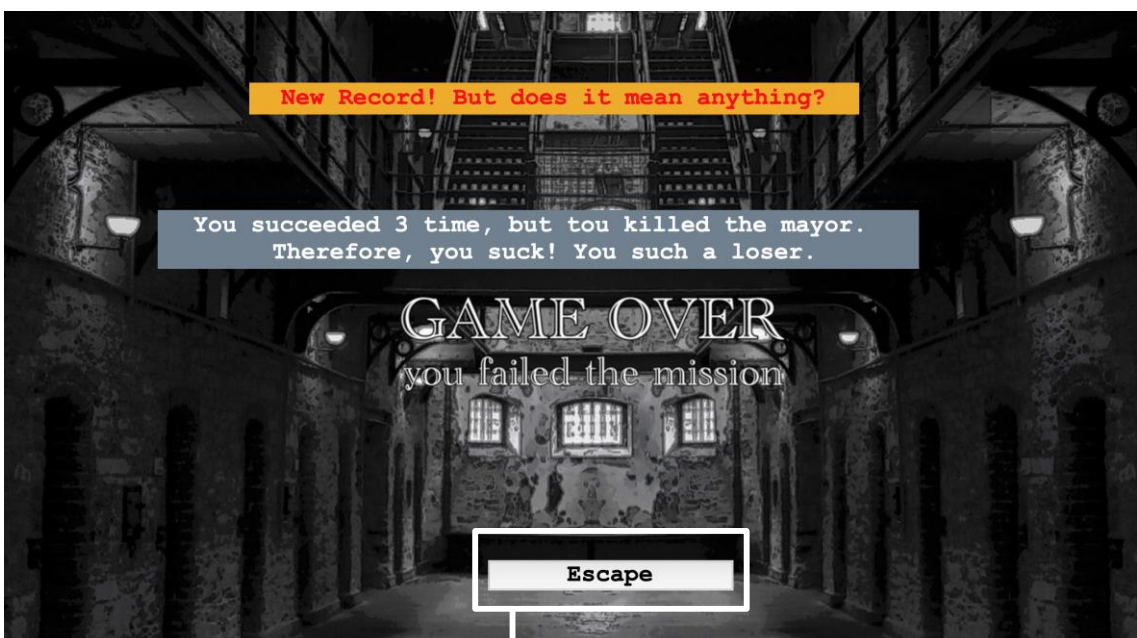 New Record! But does it mean anything?
You succeeded 3 time, but tou killed the mayor.
Therefore, you suck! You such a loser.
GAME OVER
you failed the mission
Escape